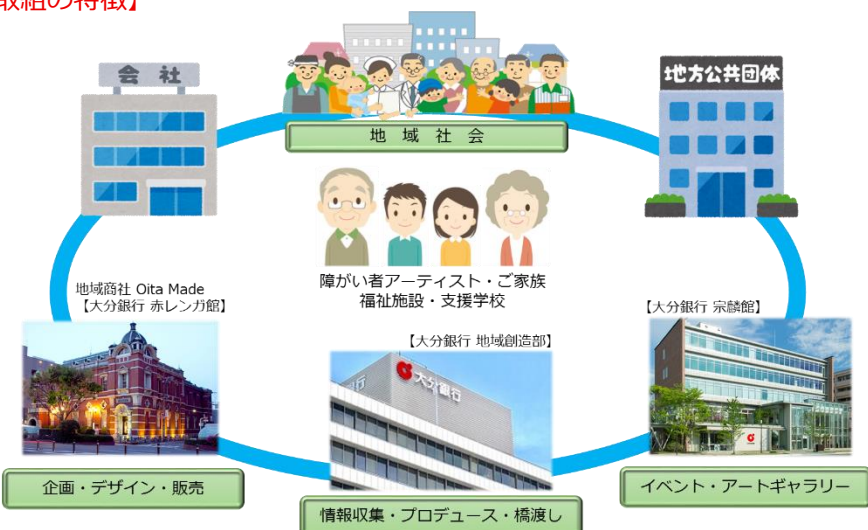 取組の特徴】
会社
地方公共団体
地域社会
障がい者アーティスト・ご家族
福祉施設・支援学校
地域商社 Oita Made
【大分銀行 赤レンガ館】
【大分銀行 地域創造部】
【大分銀行 宗麟館】
大分銀行
企画・デザイン・販売
情報収集・プロデュース・橋渡し
イベント・アートギャラリー